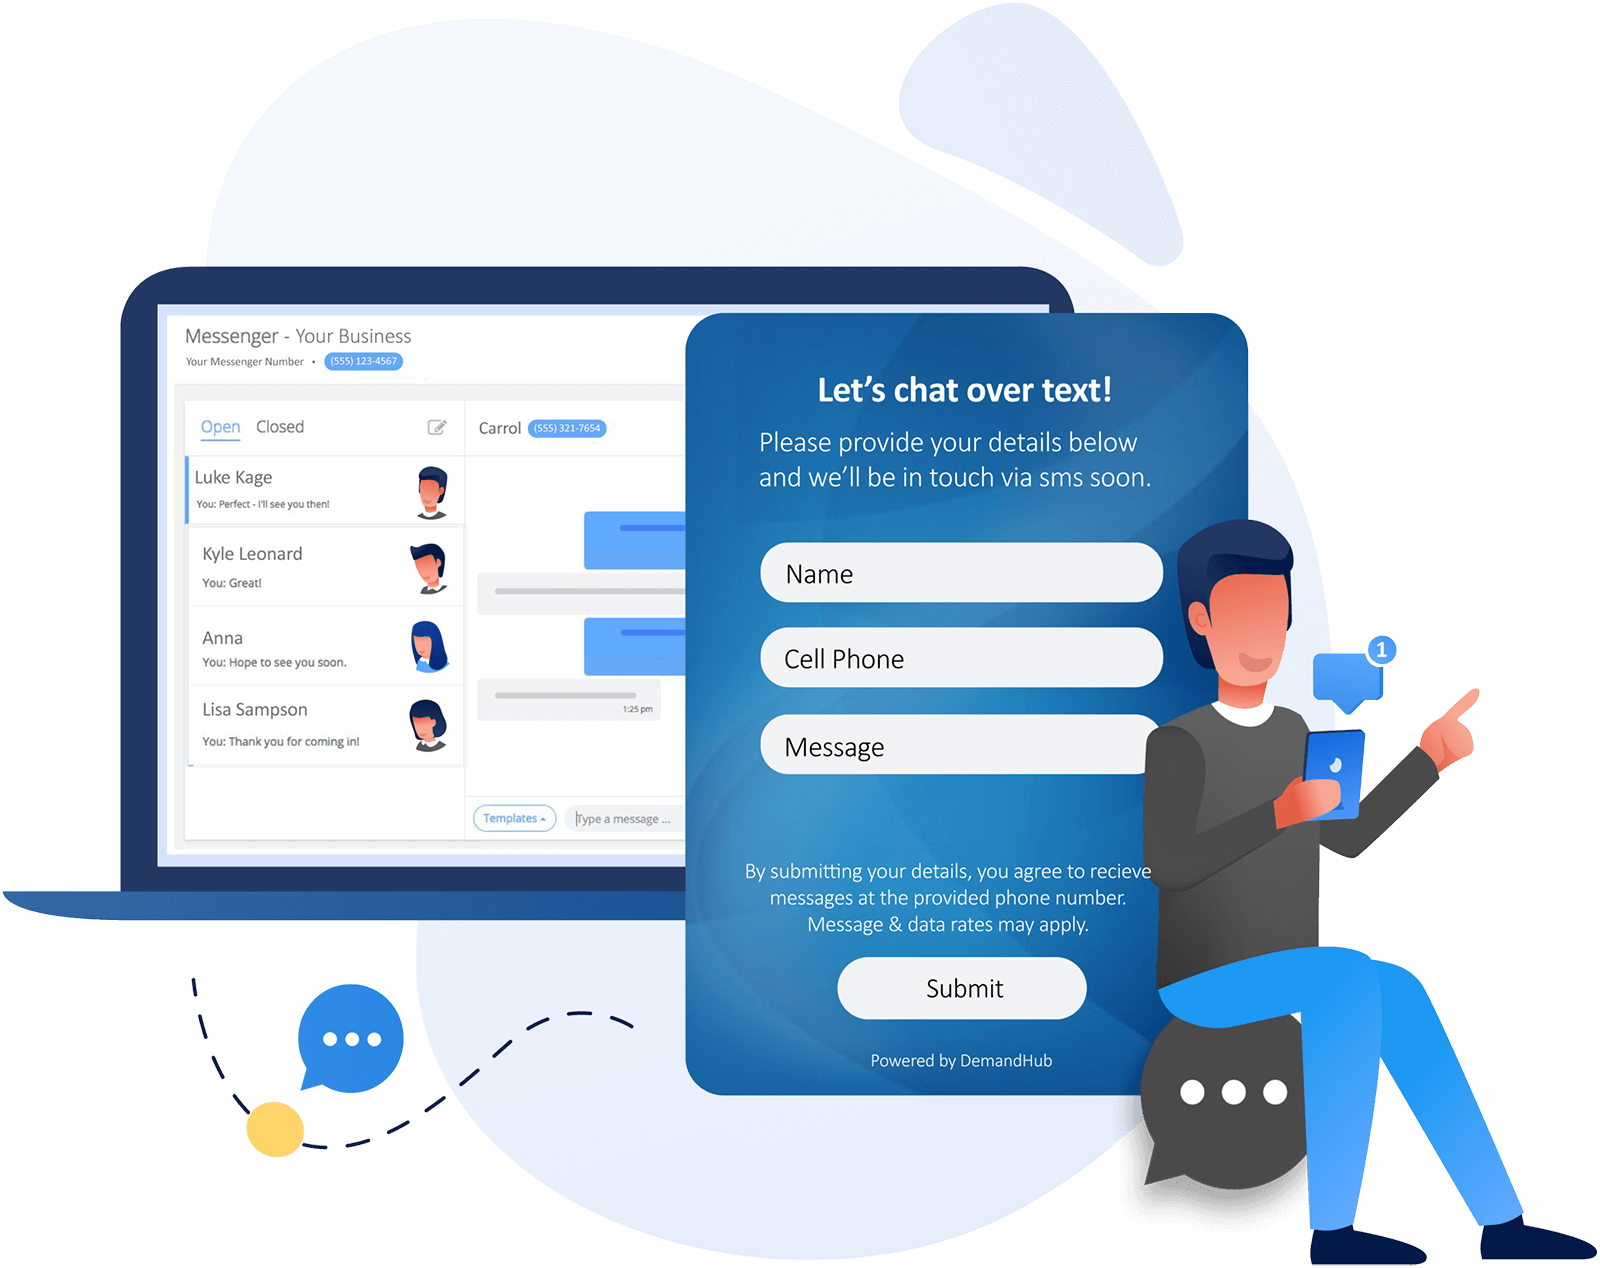 Messenger - Your Business
Your Messenger Number • (555) 123-4567
Open Closed
Luke Kage
You: Perfect - I'll see you then!
Kyle Leonard
You: Great!
Anna
You: Hope to see you soon.
Lisa Sampson
You: Thank you for coming in!
Carrol (555) 321-7654
1:25 pm
Templates
Type a message ...
Let's chat over text!
Please provide your details below
and we'll be in touch via sms soon.
Name
Cell Phone
Message
By submitting your details, you agree to recieve
messages at the provided phone number.
Message & data rates may apply.
Submit
Powered by DemandHub
1